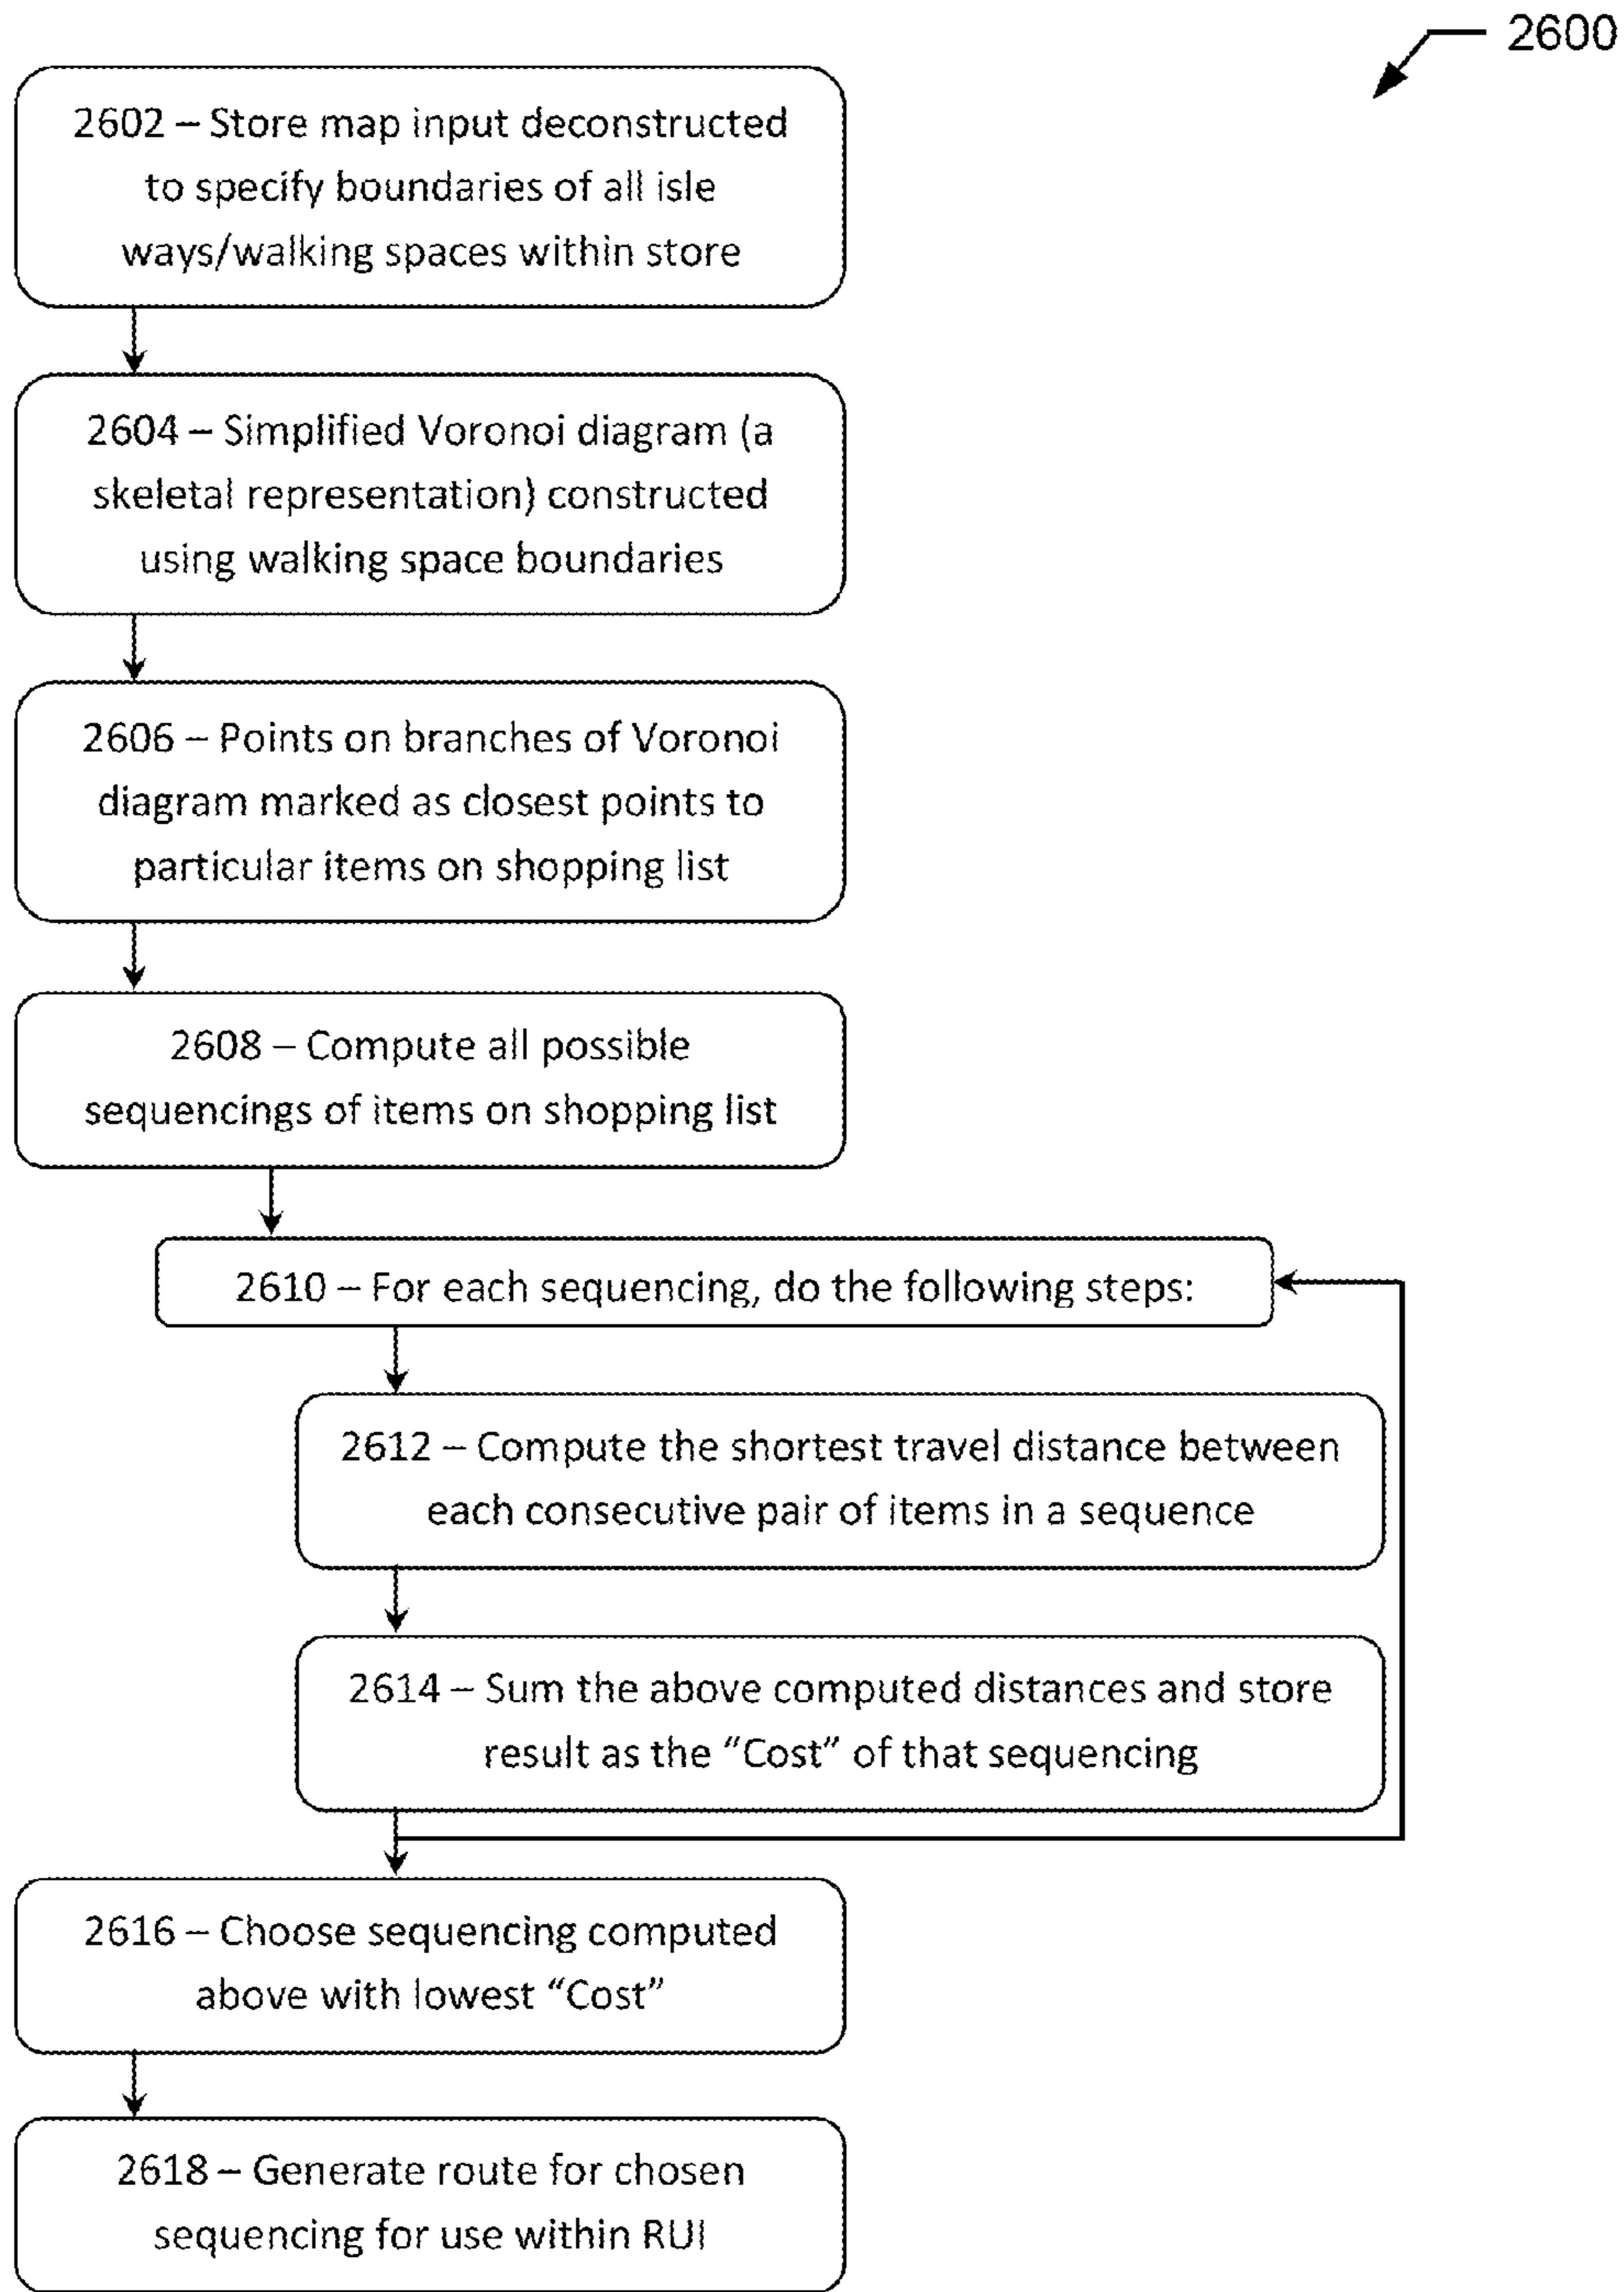 2600
2602 – Store map input deconstructed
to specify boundaries of all isle
ways/walking spaces within store
2604 – Simplified Voronoi diagram (a
skeletal representation) constructed
using walking space boundaries
2606 – Points on branches of Voronoi
diagram marked as closest points to
particular items on shopping list
2608 – Compute all possible
sequencings of items on shopping list
2610 – For each sequencing, do the following steps:
2612 – Compute the shortest travel distance between
each consecutive pair of items in a sequence
2614 – Sum the above computed distances and store
result as the “Cost” of that sequencing
2616 – Choose sequencing computed
above with lowest “Cost”
2618 – Generate route for chosen
sequencing for use within RUI